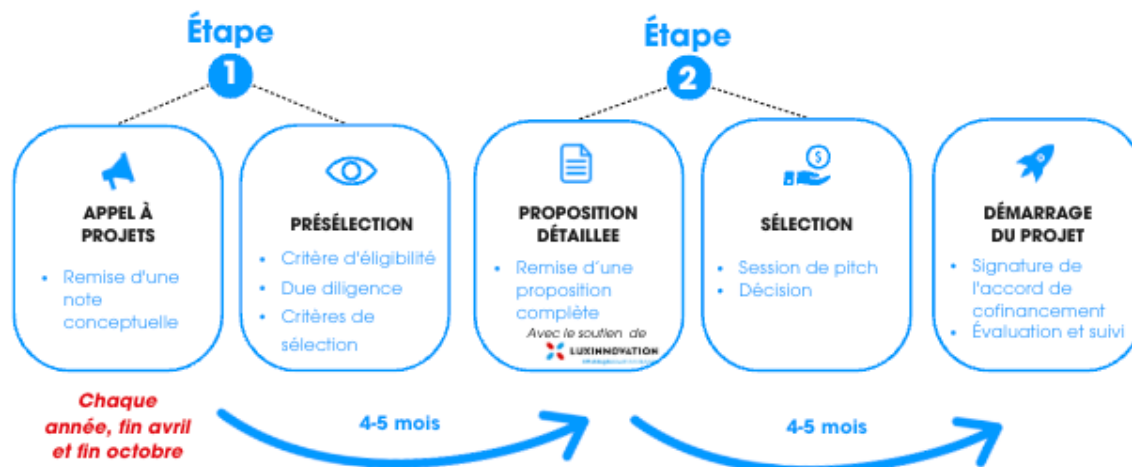 Étape
1
Étape
2
APPEL À
PROJETS
• Remise d'une
note
conceptuelle
PRÉSÉLECTION
• Critère d'éligibilité
• Due diligence
• Critères de
sélection
PROPOSITION
DÉTAILLEE
• Remise d'une
proposition
complète
Avec le soutien de
LUXINNOVATION
$
SÉLECTION
• Session de pitch
• Décision
DÉMARRAGE
DU PROJET
• Signature de
l'accord de
cofinancement
• Évaluation et suivi
Chaque
année, fin avril
et fin octobre
4-5 mois
4-5 mois